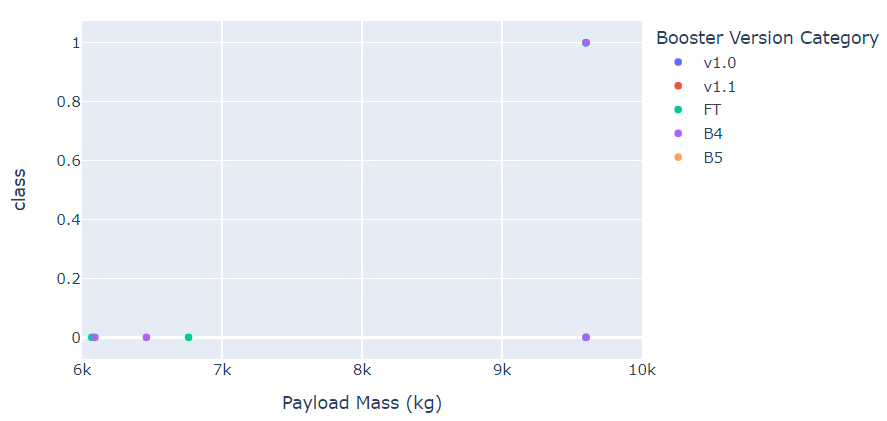 Booster Version Category
v1.0
v1.1
FT
B4
B5
class
1
0.8
0.6
0.4
0.2
0
6k 7k 8k 9k 10k
Payload Mass (kg)